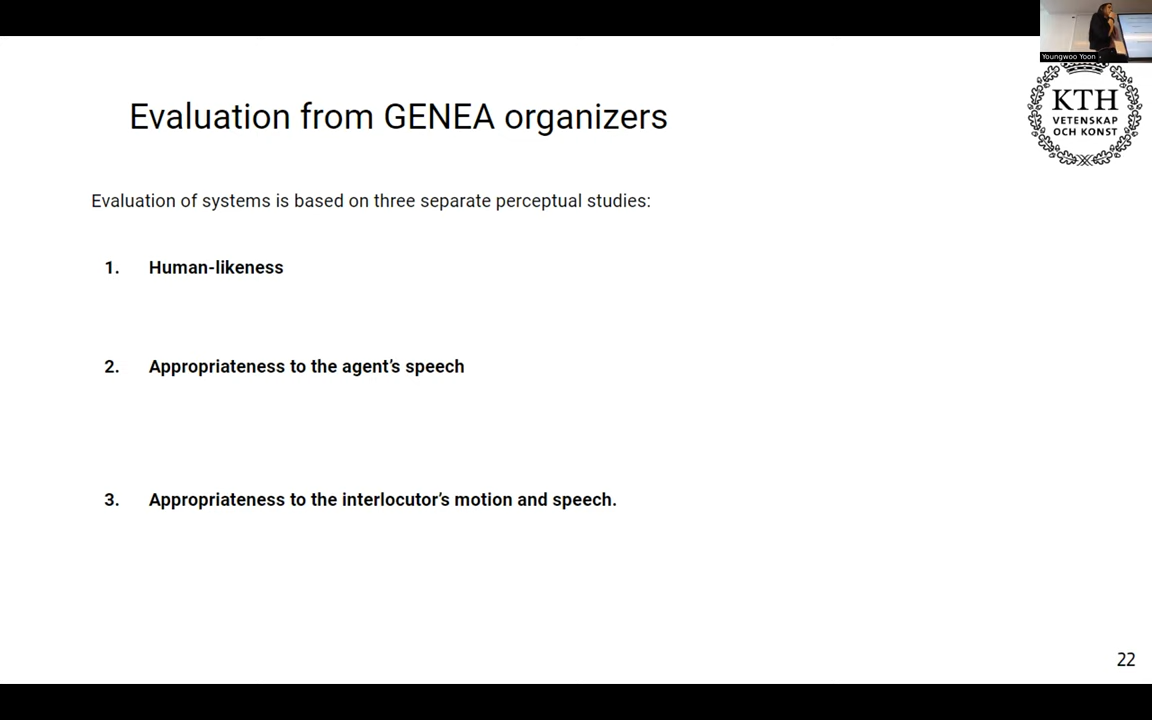 Youngwoo Yoon
Evaluation from GENEA organizers
KTH
VETENSKAP
OCH KONST
Evaluation of systems is based on three separate perceptual studies:
1. Human-likeness
2. Appropriateness to the agent’s speech
3. Appropriateness to the interlocutor’s motion and speech.
22